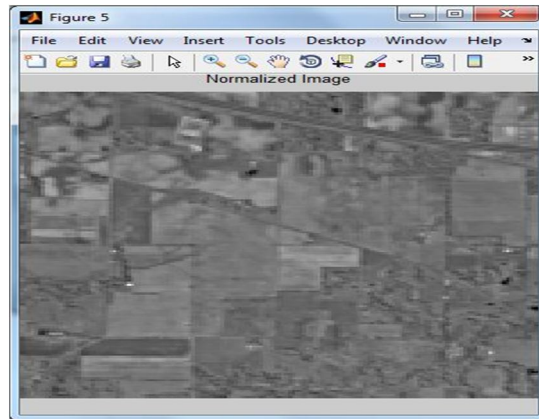 Figure 5
File Edit View Insert Tools Desktop Window Help
Normalized Image